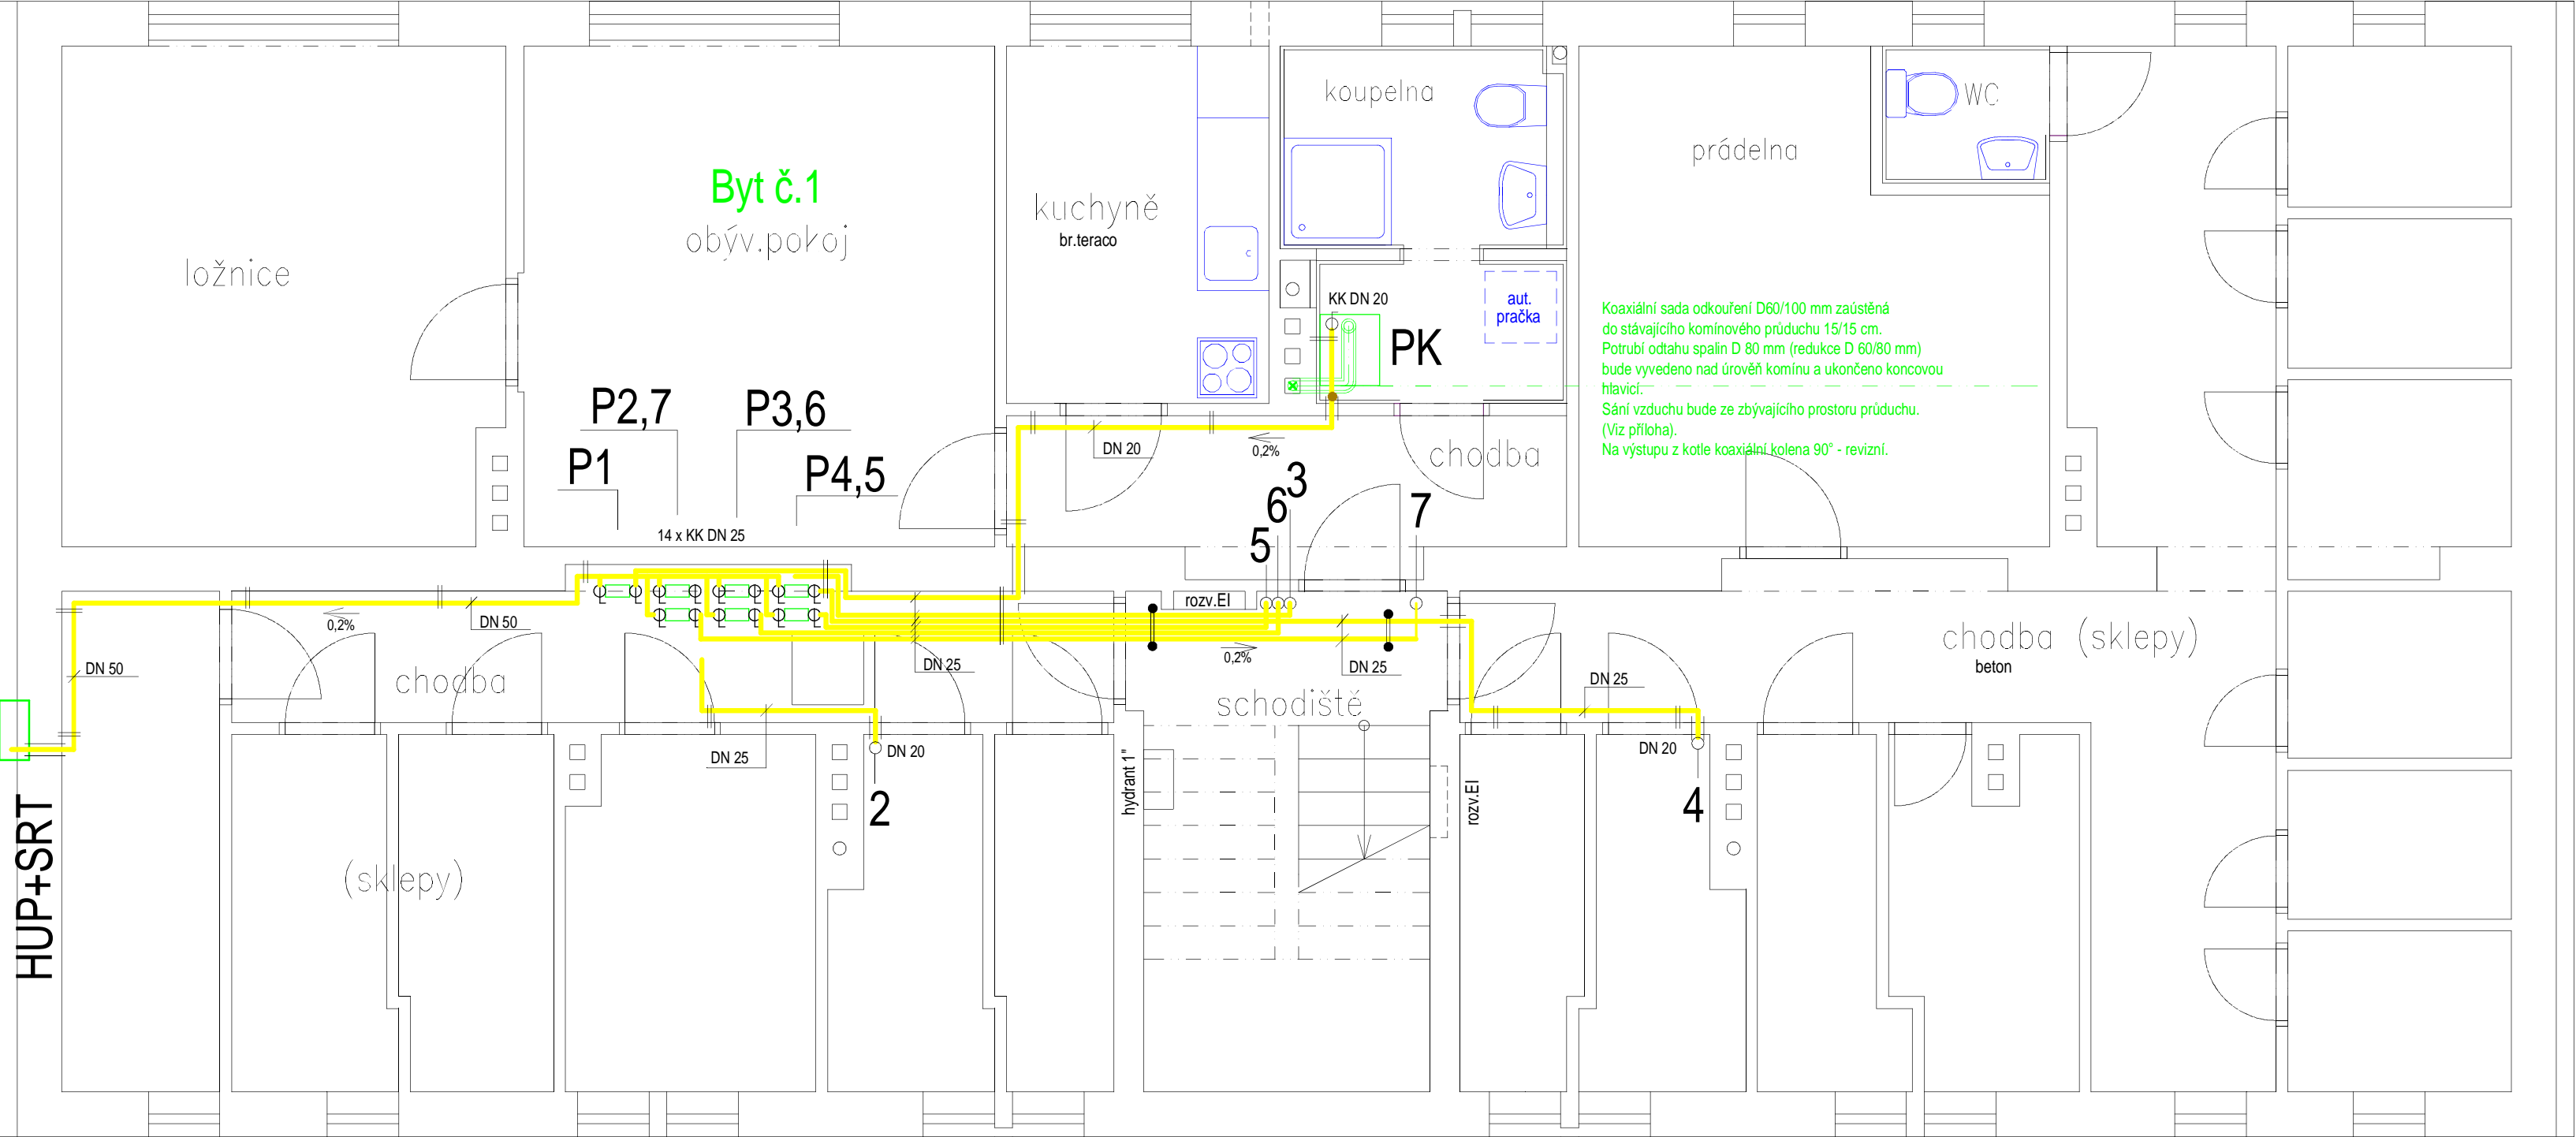 koupelna
WC
prádelna
Byt č.1
obýv.pokoj
kuchyně
br.teraco
ložnice
KK DN 20
aut.
pračka
PK
Koaxiální sada odkouření D60/100 mm zaústěná
do stávajícího komínového průduchu 15/15 cm.
Potrubí odtahu spalin D 80 mm (redukce D 60/80 mm)
bude vyvedeno nad úrověň komínu a ukončeno koncovou
hlavicí.
Sání vzduchu bude ze zbývajícího prostoru průduchu.
(Viz příloha).
Na výstupu z kotle koaxiální kolena 90° - revizní.
P2,7
P3,6
P1
P4,5
DN 20
0,2%
chodba
3
6
7
5
14 x KK DN 25
rozv.El
0,2%
DN 50
DN 50
chodba
DN 25
0,2%
DN 25
DN 25
schodiště
chodba (sklepy)
beton
DN 25
DN 20
DN 20
2
4
hydrant 1"
rozv.El
HUP+SRT
(sklepy)